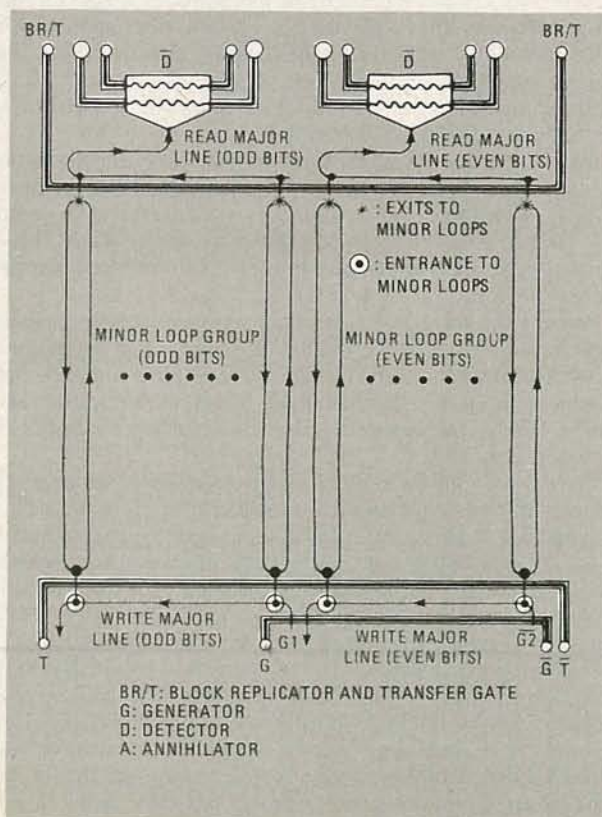 BR/T
D̅
D̅
BR/T
READ MAJOR
LINE (ODD BITS)
READ MAJOR
LINE (EVEN BITS)
* : EXITS TO
MINOR LOOPS
⦿ : ENTRANCE TO
MINOR LOOPS
MINOR LOOP GROUP
(ODD BITS)
MINOR LOOP GROUP
(EVEN BITS)
WRITE MAJOR
LINE (ODD BITS)
G1
WRITE MAJOR
LINE (EVEN BITS)
G̅2
T
G
G̅
T̅
BR/T: BLOCK REPLICATOR AND TRANSFER GATE
G: GENERATOR
D: DETECTOR
A: ANNIHILATOR